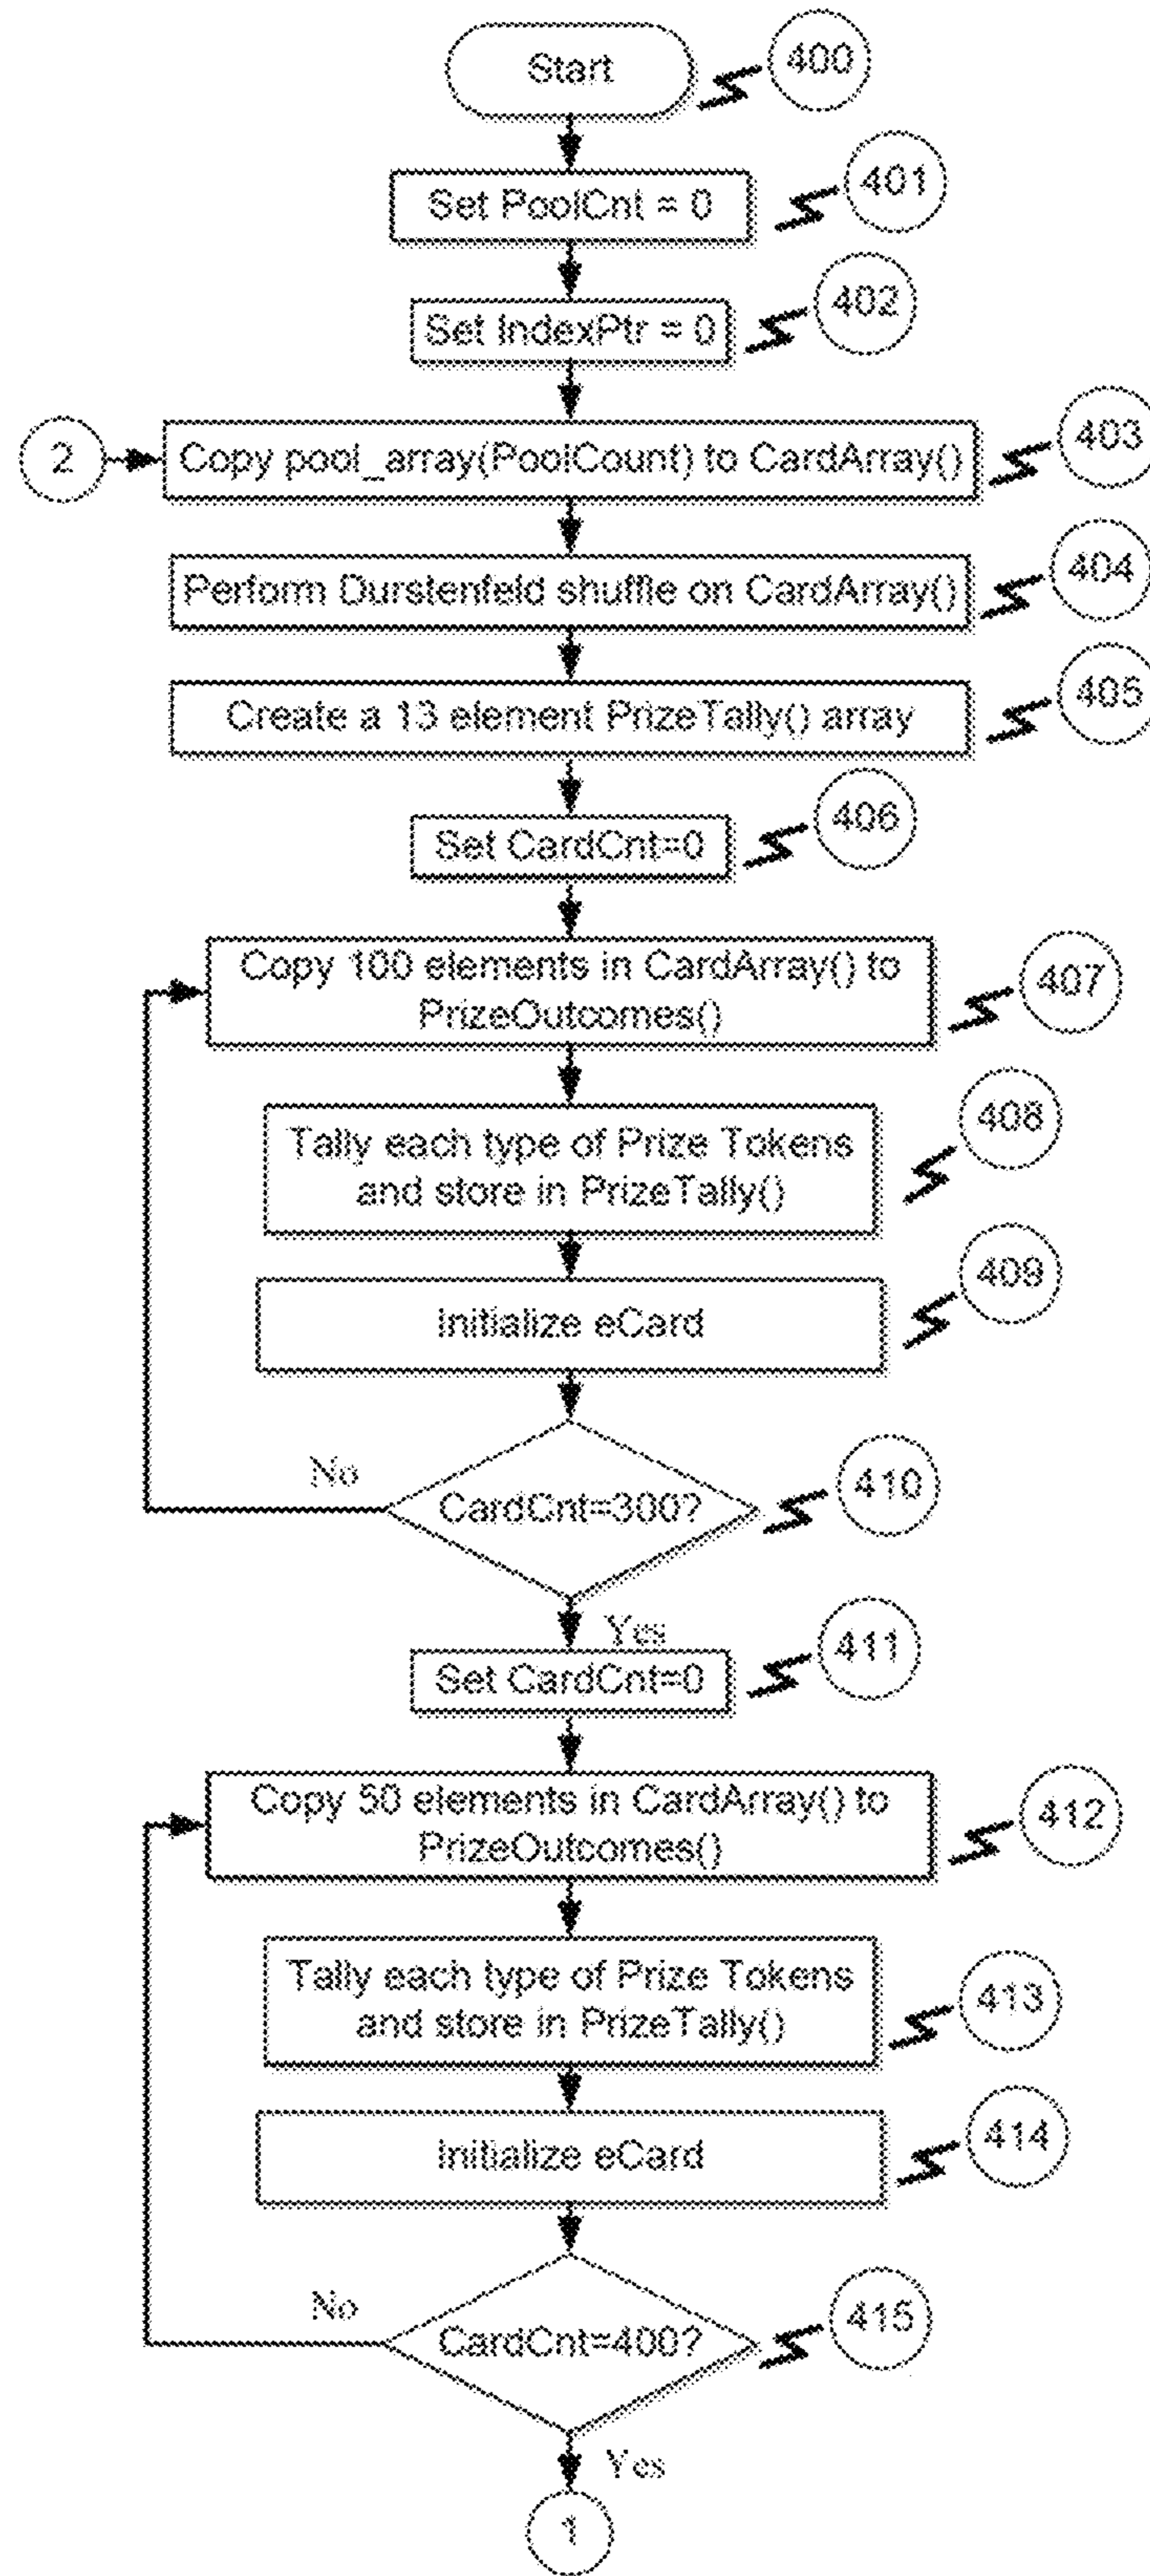 Start
400
Set PoolCnt = 0
401
Set IndexPtr = 0
402
2
Copy pool_array(PoolCount) to CardArray()
403
Perform Durstenfeld shuffle on CardArray()
404
Create a 13 element PrizeTally() array
405
Set CardCnt=0
406
Copy 100 elements in CardArray() to
PrizeOutcomes()
407
Tally each type of Prize Tokens
and store in PrizeTally()
408
Initialize eCard
409
No
CardCnt=300?
410
Yes
Set CardCnt=0
411
Copy 50 elements in CardArray() to
PrizeOutcomes()
412
Tally each type of Prize Tokens
and store in PrizeTally()
413
Initialize eCard
414
No
CardCnt=400?
415
Yes
1